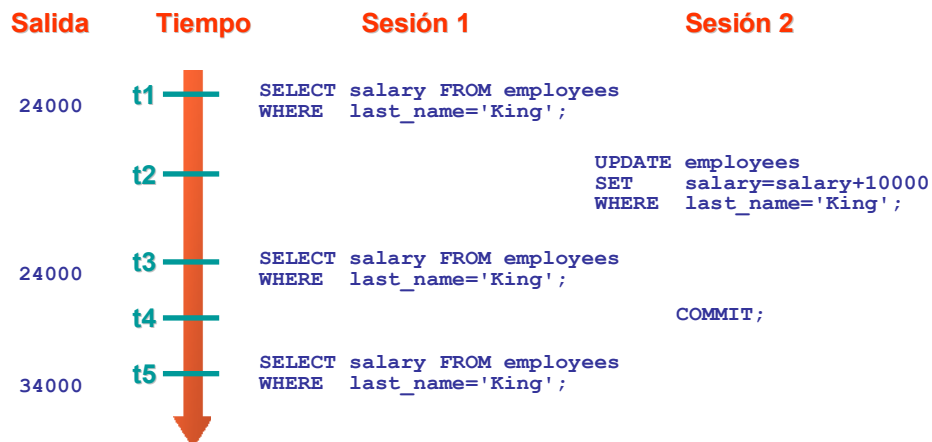 Salida Tiempo Sesión 1 Sesión 2
24000 t1 SELECT salary FROM employees
WHERE last_name='King';
t2 UPDATE employees
SET salary=salary+10000
WHERE last_name='King';
24000 t3 SELECT salary FROM employees
WHERE last_name='King';
t4 COMMIT;
34000 t5 SELECT salary FROM employees
WHERE last_name='King';